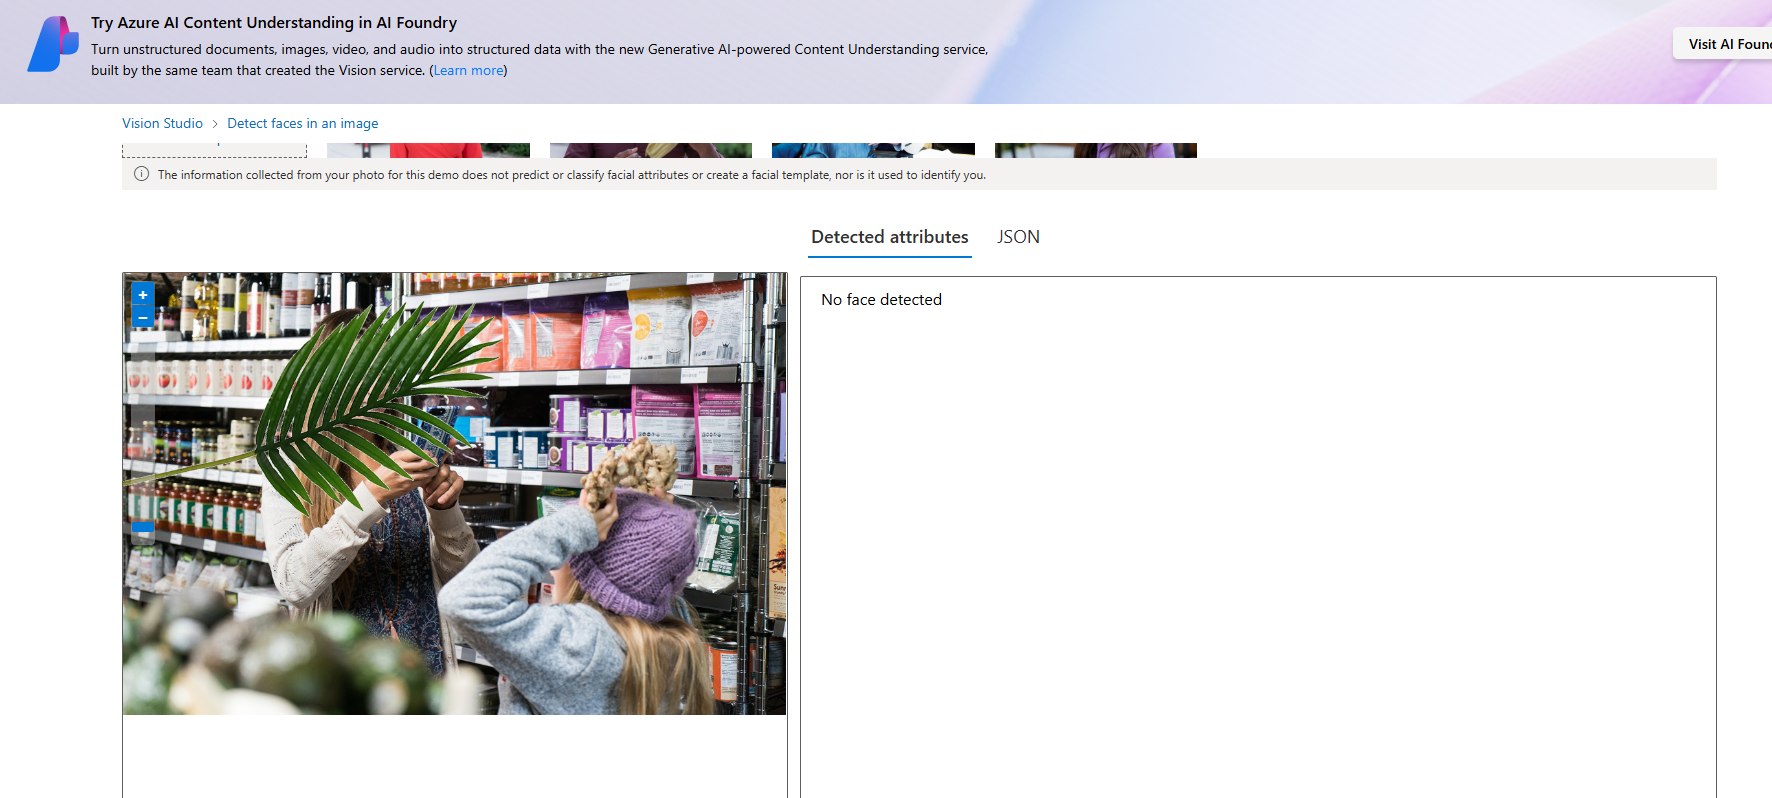 Try Azure AI Content Understanding in AI Foundry
Turn unstructured documents, images, video, and audio into structured data with the new Generative AI-powered Content Understanding service,
built by the same team that created the Vision service. (Learn more)
Visit AI Foun
Vision Studio > Detect faces in an image
The information collected from your photo for this demo does not predict or classify facial attributes or create a facial template, nor is it used to identify you.
Detected attributes JSON
+
−
No face detected